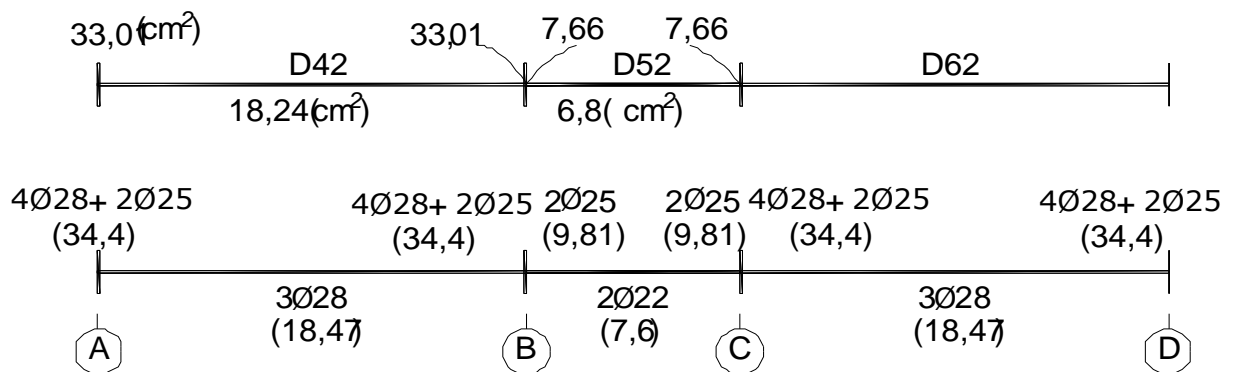 33,01(cm²) 33,01 7,66 7,66
D42 D52 D62
18,24(cm²) 6,8( cm²)
4Ø28+ 2Ø25 4Ø28+ 2Ø25 2Ø25 2Ø25 4Ø28+ 2Ø25 4Ø28+ 2Ø25
(34,4) (34,4) (9,81) (9,81) (34,4) (34,4)
3Ø28 2Ø22 3Ø28
(18,47) (7,6) (18,47)
A B C D